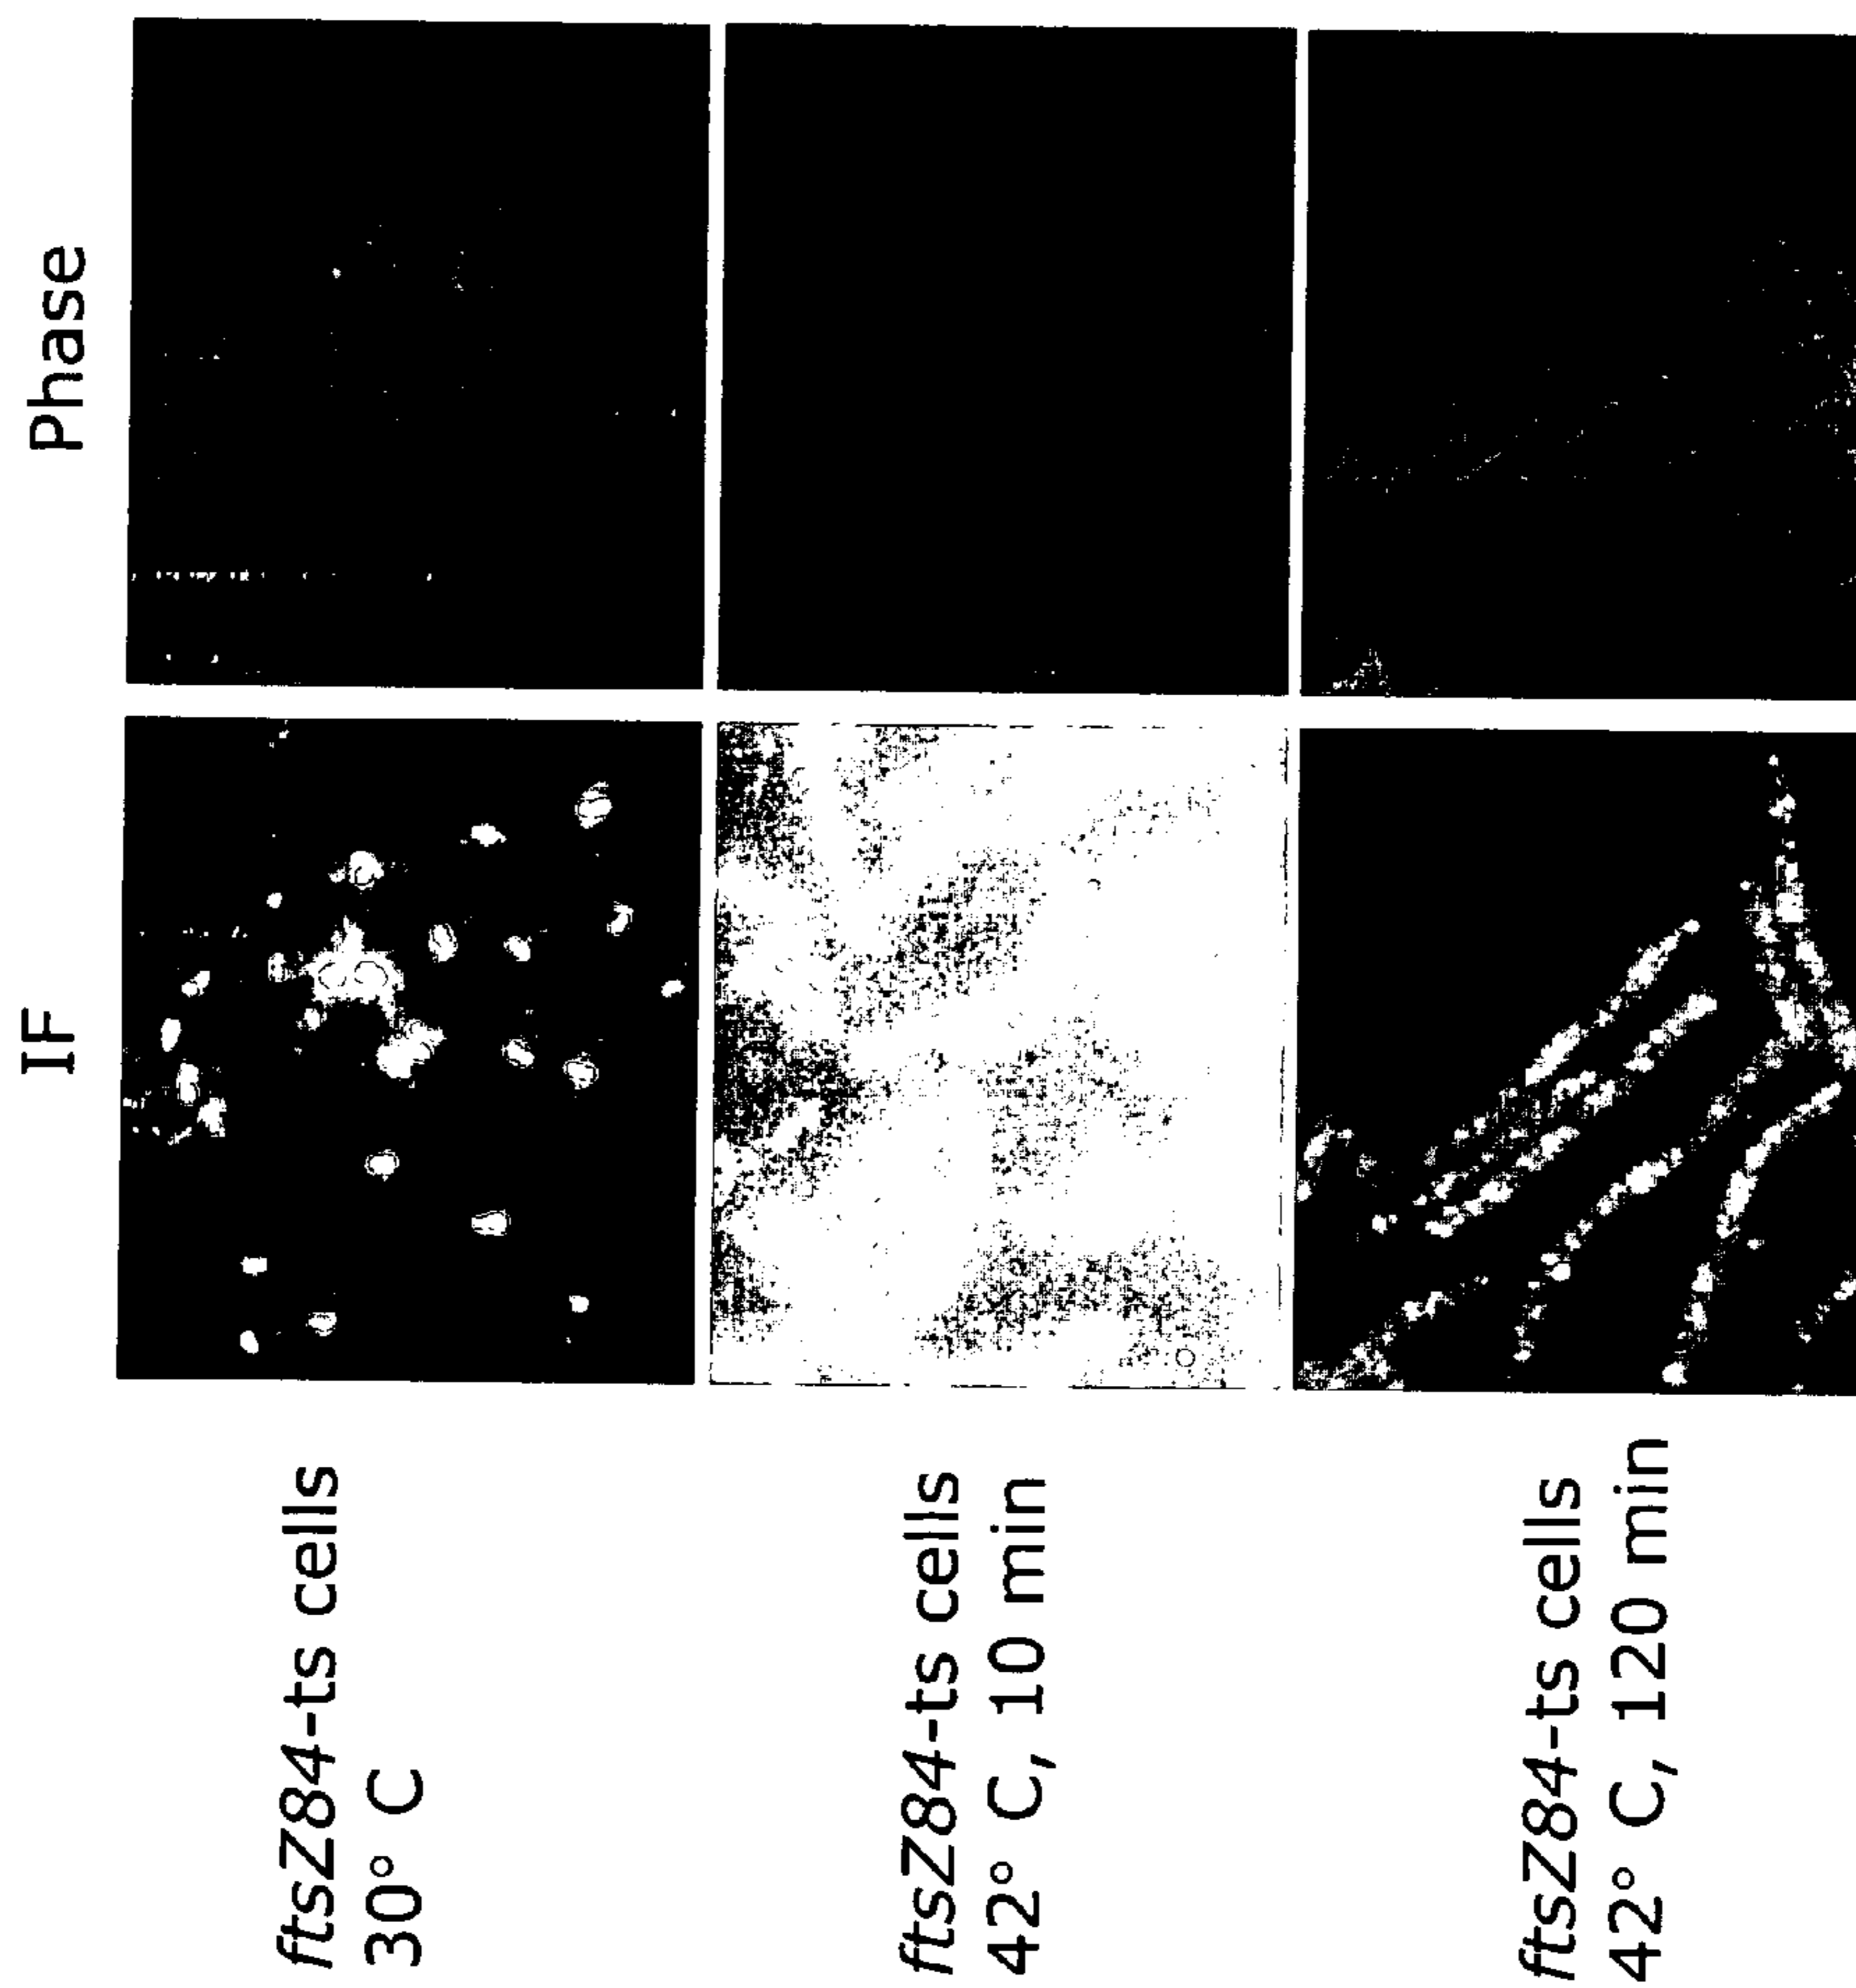 IF
Phase
ftsZ84-ts cells
30° C
ftsZ84-ts cells
42° C, 10 min
ftsZ84-ts cells
42° C, 120 min